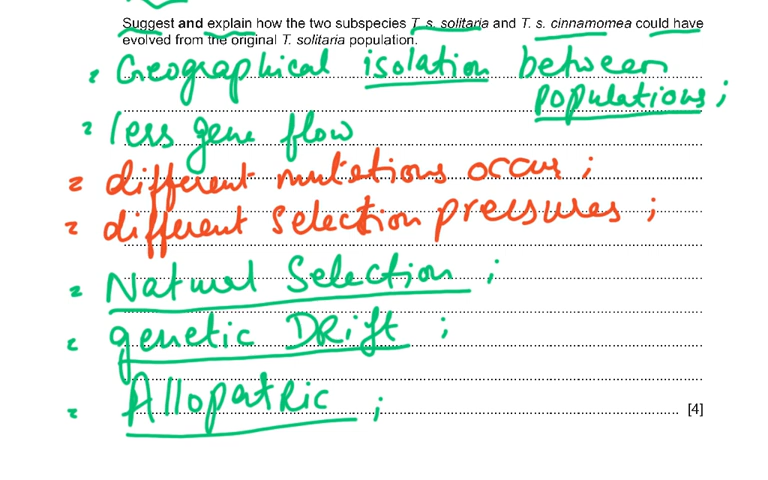 Suggest and explain how the two subspecies T. s. solitaria and T. s. cinnamomea could have
evolved from the original T. solitaria population.
Geographical isolation between
populations;
less gene flow
different mutations occur;
different selection pressures;
Natural Selection;
genetic DRift;
AllopatRic;
[4]